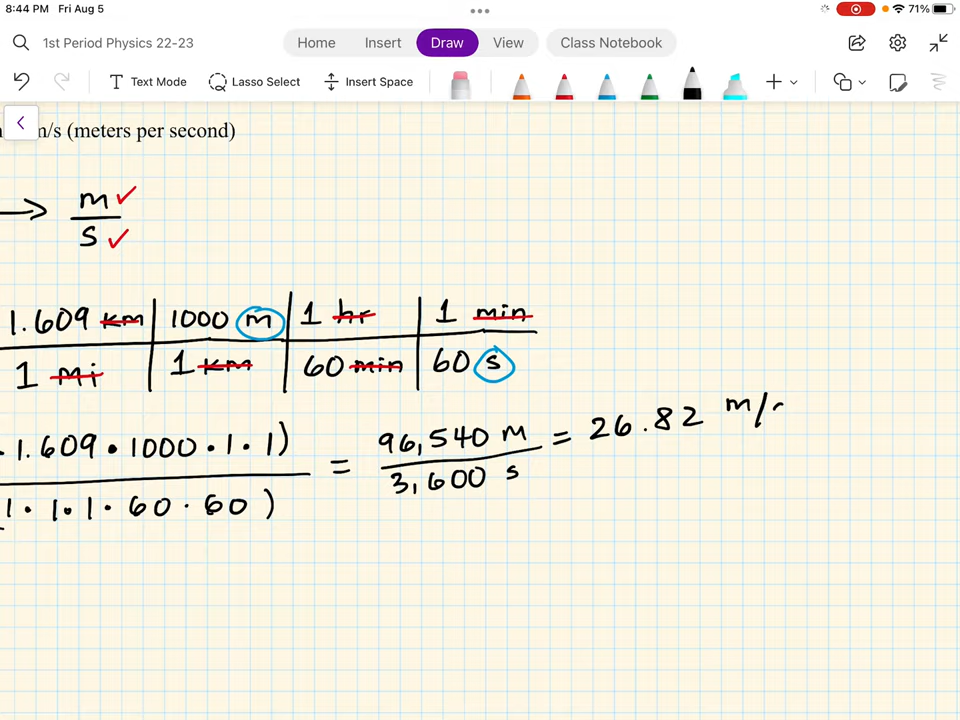 8:44 PM Fri Aug 5 71%
1st Period Physics 22-23 Home Insert Draw View Class Notebook
Text Mode Lasso Select Insert Space
m/s (meters per second)
m
s
1.609 km 1000 m 1 hr 1 min
1 mi 1 km 60 min 60 s
· 1.609 · 1000 · 1 · 1) = 96,540 m = 26.82 m/
1 · 1 · 1 · 60 · 60 ) 3,600 s